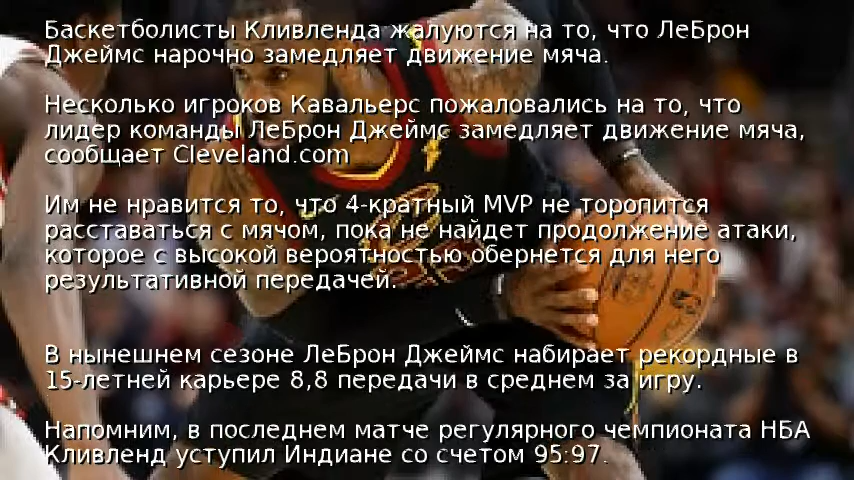 Баскетболисты Кливленда жалуются на то, что ЛеБрон
Джеймс нарочно замедляет движение мяча.
Несколько игроков Кавальерс пожаловались на то, что
лидер команды ЛеБрон Джеймс замедляет движение мяча,
сообщает Cleveland.com
Им не нравится то, что 4-кратный MVP не торопится
расставаться с мячом, пока не найдет продолжение атаки,
которое с высокой вероятностью обернется для него
результативной передачей.
В нынешнем сезоне ЛеБрон Джеймс набирает рекордные в
15-летней карьере 8,8 передачи в среднем за игру.
Напомним, в последнем матче регулярного чемпионата НБА
Кливленд уступил Индиане со счетом 95:97.